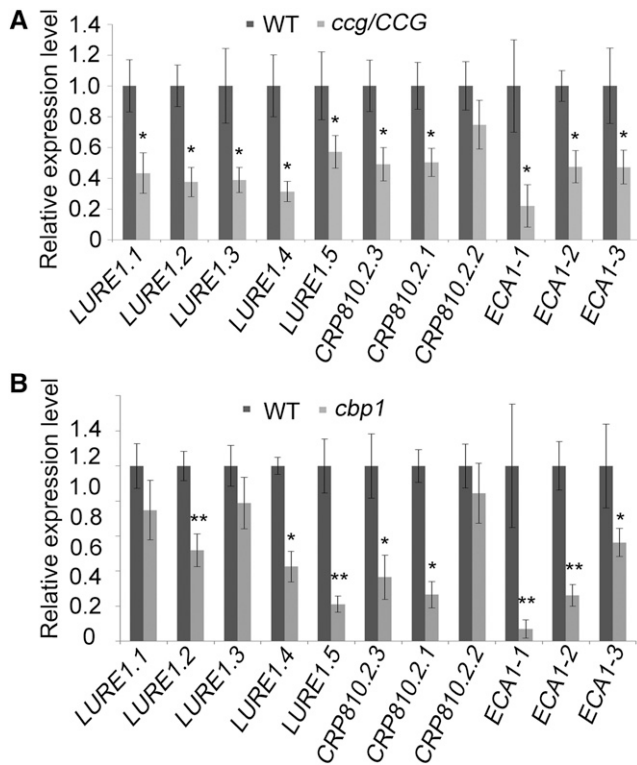 A
Relative expression level
WT ccg/CCG
1.4
1.2
1.0
0.8
0.6
0.4
0.2
0
* * * * * * * * * *
LURE1.1
LURE1.2
LURE1.3
LURE1.4
LURE1.5
CRP810.2.3
CRP810.2.1
CRP810.2.2
ECA1-1
ECA1-2
ECA1-3
B
Relative expression level
WT cbp1
1.2
1.2
0.8
0.6
0.4
0.2
0
** * ** * * ** ** *
LURE1.1
LURE1.2
LURE1.3
LURE1.4
LURE1.5
CRP810.2.3
CRP810.2.1
CRP810.2.2
ECA1-1
ECA1-2
ECA1-3